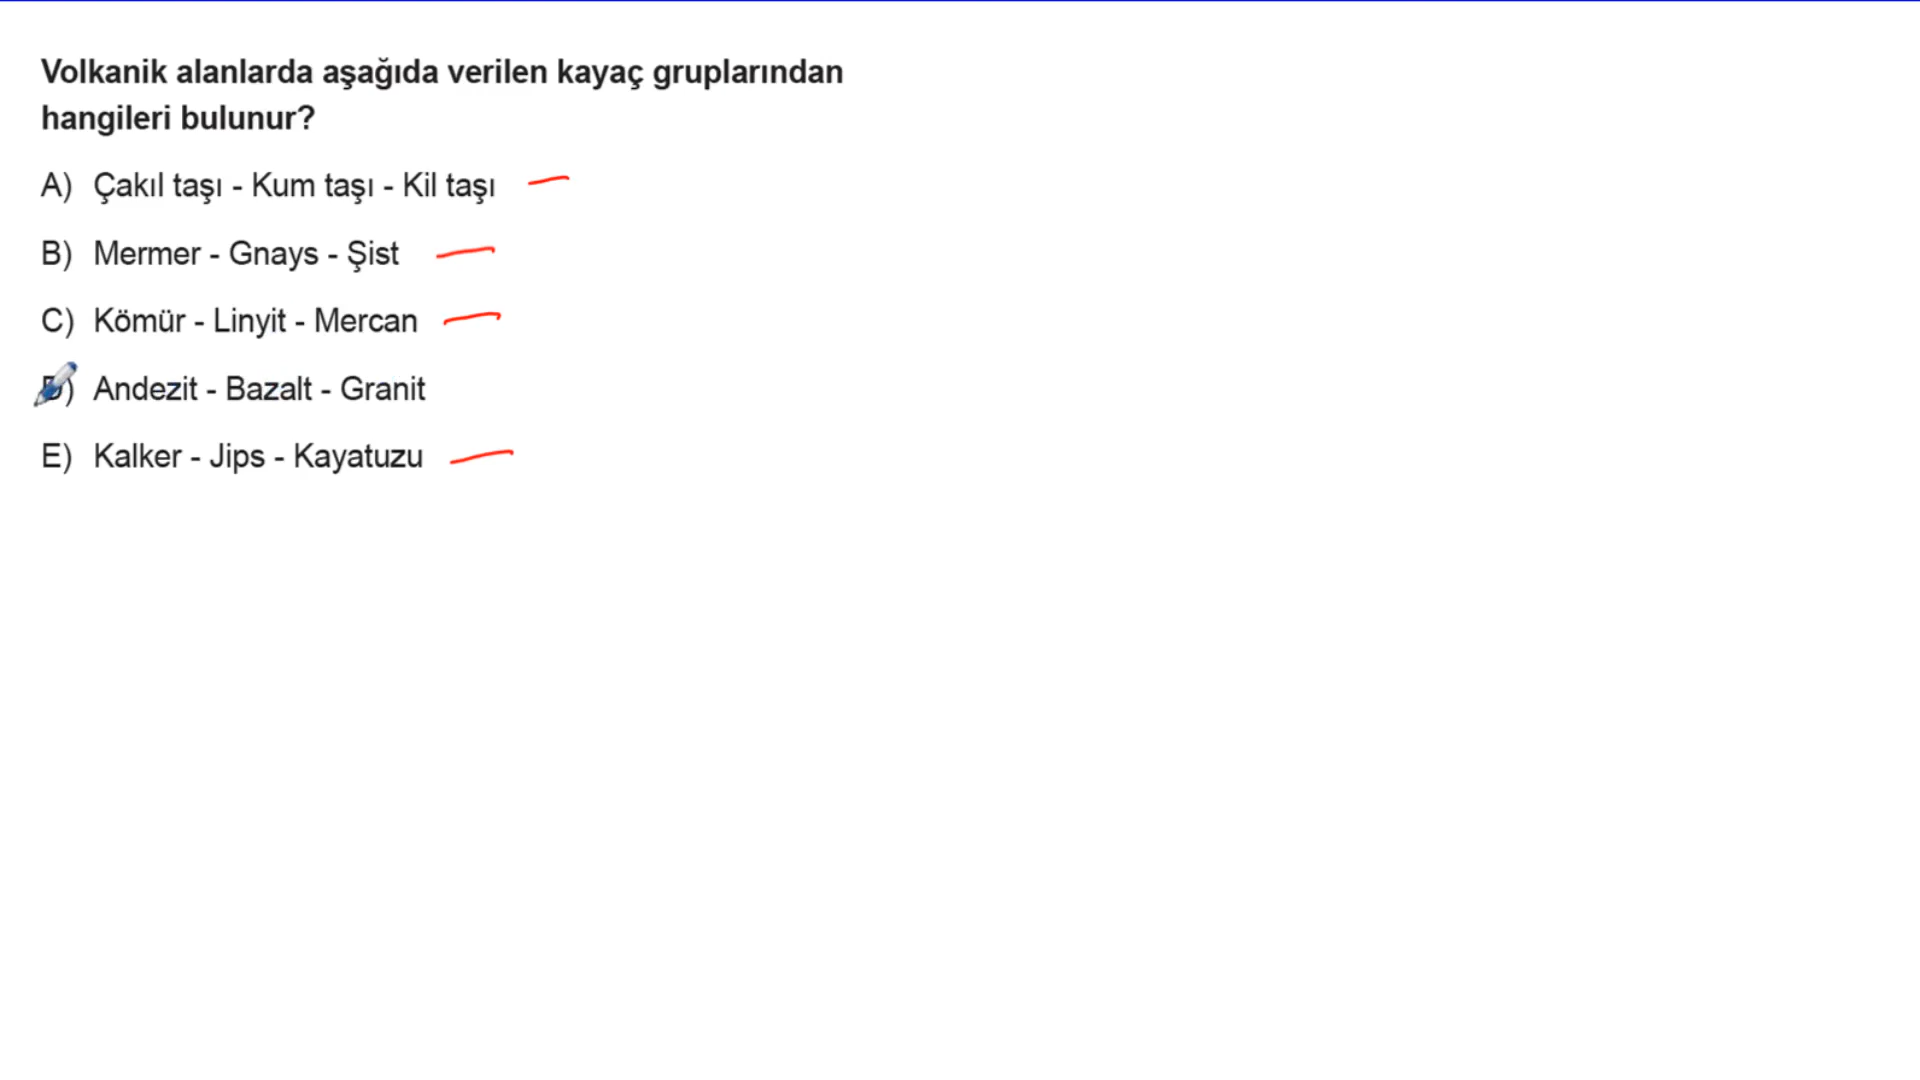 Volkanik alanlarda aşağıda verilen kayaç gruplarından
hangileri bulunur?
A) Çakıl taşı - Kum taşı - Kil taşı
B) Mermer - Gnays - Şist
C) Kömür - Linyit - Mercan
D) Andezit - Bazalt - Granit
E) Kalker - Jips - Kayatuzu